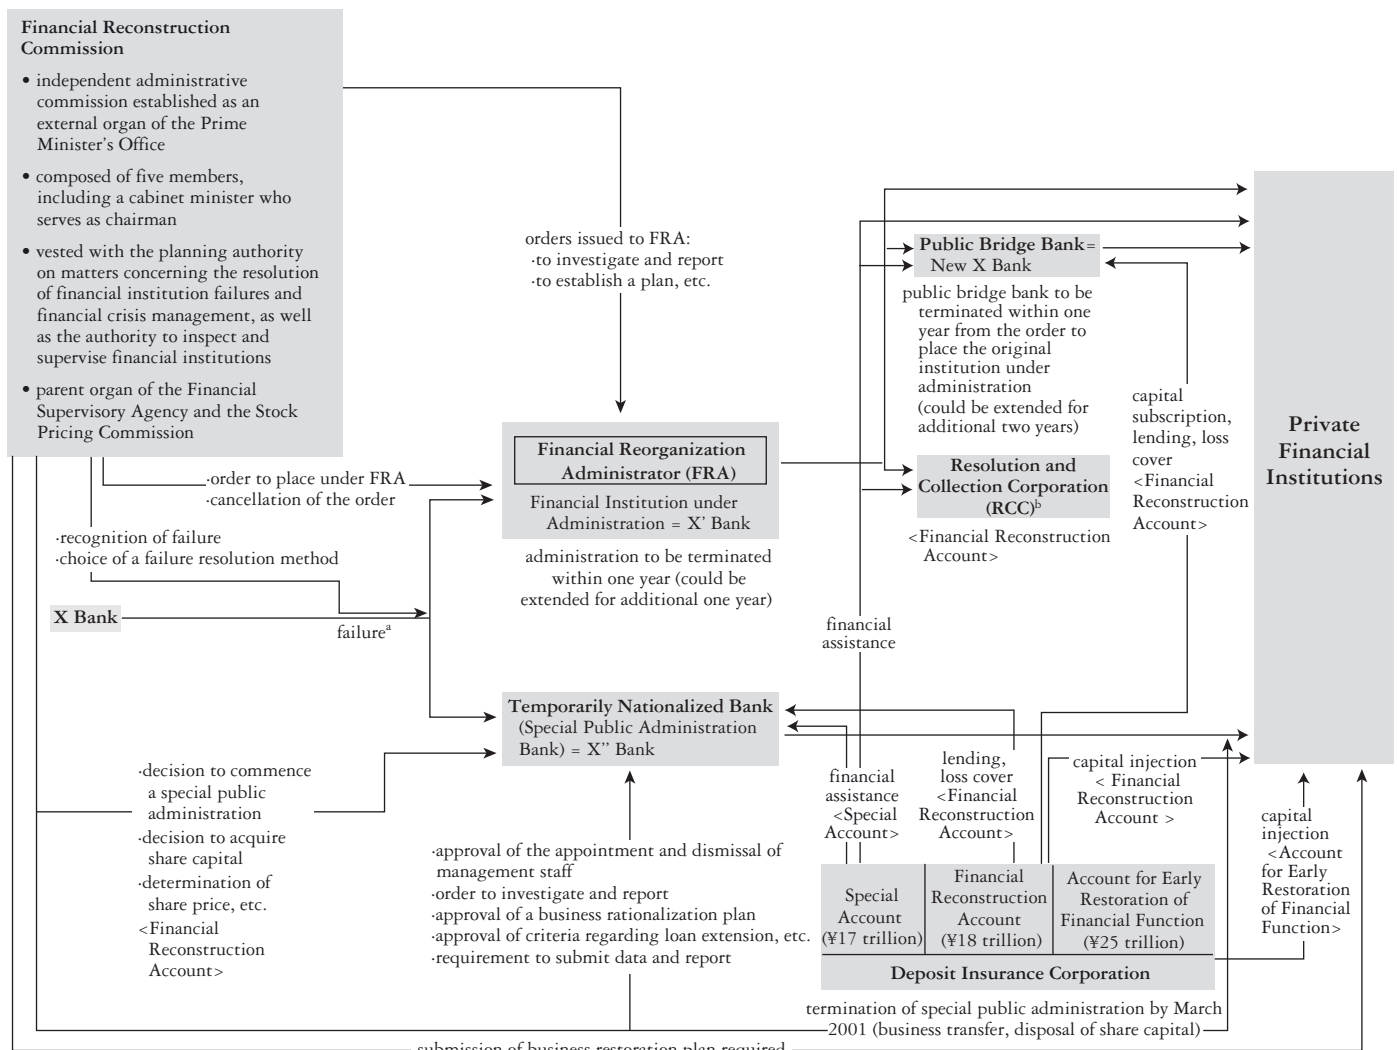 Financial Reconstruction
Commission
• independent administrative
commission established as an
external organ of the Prime
Minister's Office
• composed of five members,
including a cabinet minister who
serves as chairman
• vested with the planning authority
on matters concerning the resolution
of financial institution failures and
financial crisis management, as well
as the authority to inspect and
supervise financial institutions
• parent organ of the Financial
Supervisory Agency and the Stock
Pricing Commission
orders issued to FRA:
·to investigate and report
·to establish a plan, etc.
·order to place under FRA
·cancellation of the order
·recognition of failure
·choice of a failure resolution method
X Bank
failureᵃ
Financial Reorganization
Administrator (FRA)
Financial Institution under
Administration = X' Bank
administration to be terminated
within one year (could be
extended for additional one year)
Temporarily Nationalized Bank
(Special Public Administration
Bank) = X'' Bank
·decision to commence
a special public
administration
·decision to acquire
share capital
·determination of
share price, etc.
<Financial
Reconstruction
Account>
·approval of the appointment and dismissal of
management staff
·order to investigate and report
·approval of a business rationalization plan
·approval of criteria regarding loan extension, etc.
·requirement to submit data and report
Public Bridge Bank=
New X Bank
public bridge bank to be
terminated within one
year from the order to
place the original
institution under
administration
(could be extended for
additional two years)
Resolution and
Collection Corporation
(RCC)ᵇ
<Financial Reconstruction
Account>
financial
assistance
capital
subscription,
lending, loss
cover
<Financial
Reconstruction
Account>
Private
Financial
Institutions
financial
assistance
<Special
Account>
lending,
loss cover
<Financial
Reconstruction
Account>
capital injection
< Financial
Reconstruction
Account >
capital
injection
<Account
for Early
Restoration
of Financial
Function>
Special
Account
(¥17 trillion)
Financial
Reconstruction
Account
(¥18 trillion)
Account for Early
Restoration of
Financial Function
(¥25 trillion)
Deposit Insurance Corporation
termination of special public administration by March
2001 (business transfer, disposal of share capital)
submission of business restoration plan required